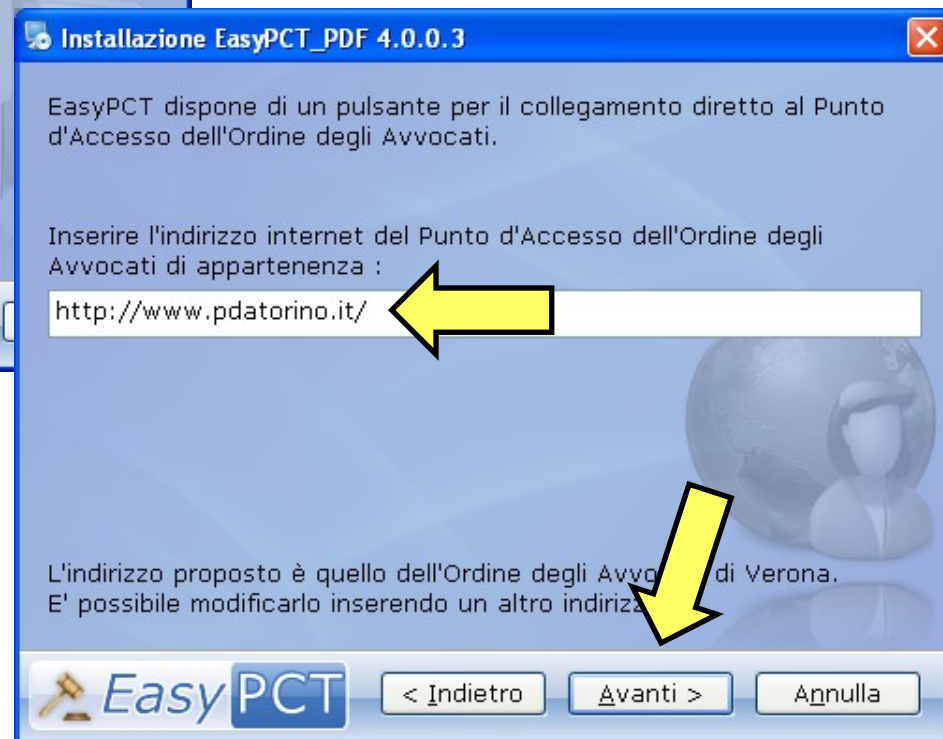 Installazione EasyPCT_PDF 4.0.0.3
EasyPCT dispone di un pulsante per il collegamento diretto al Punto
d'Accesso dell'Ordine degli Avvocati.
Inserire l'indirizzo internet del Punto d'Accesso dell'Ordine degli
Avvocati di appartenenza :
http://www.pdatorino.it/
L'indirizzo proposto è quello dell'Ordine degli di Verona.
E' possibile modificarlo inserendo un altro
EasyPCT
< Indietro
Avanti >
Annulla